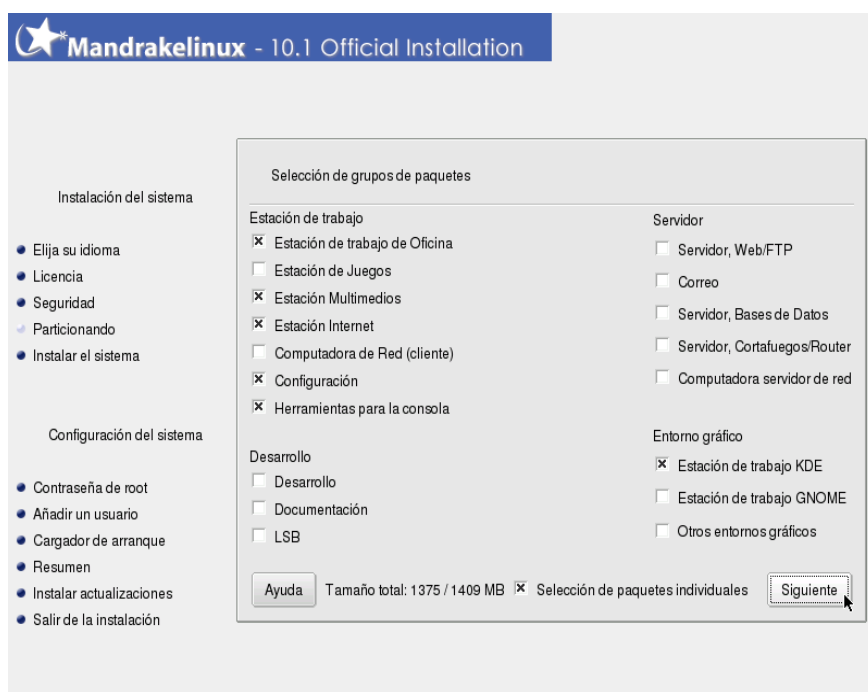 Mandrakelinux - 10.1 Official Installation
Instalación del sistema
Elija su idioma
Licencia
Seguridad
Particionando
Instalar el sistema
Configuración del sistema
Contraseña de root
Añadir un usuario
Cargador de arranque
Resumen
Instalar actualizaciones
Salir de la instalación
Selección de grupos de paquetes
Estación de trabajo
Estación de trabajo de Oficina
Estación de Juegos
Estación Multimedios
Estación Internet
Computadora de Red (cliente)
Configuración
Herramientas para la consola
Desarrollo
Desarrollo
Documentación
LSB
Servidor
Servidor, Web/FTP
Correo
Servidor, Bases de Datos
Servidor, Cortafuegos/Router
Computadora servidor de red
Entorno gráfico
Estación de trabajo KDE
Estación de trabajo GNOME
Otros entornos gráficos
Ayuda
Tamaño total: 1375 / 1409 MB
Selección de paquetes individuales
Siguiente